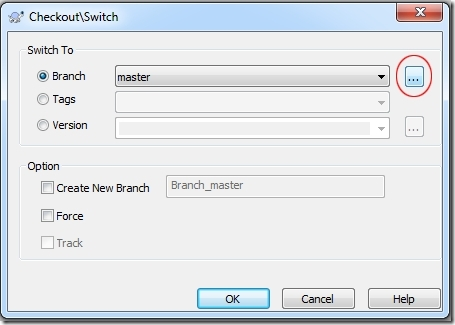 Checkout\Switch
Switch To
Branch
master
...
Tags
Version
...
Option
Create New Branch
Branch_master
Force
Track
OK
Cancel
Help